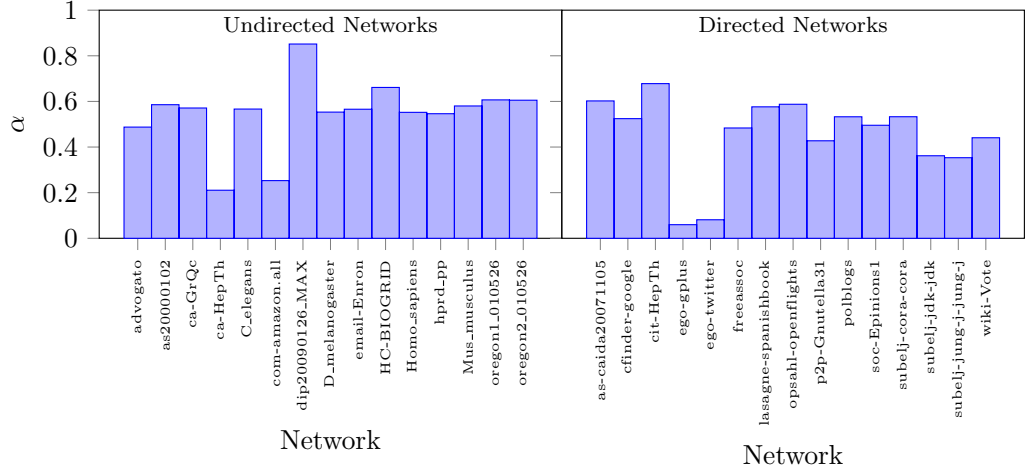 Undirected Networks
Directed Networks
1
0.8
0.6
0.4
0.2
0
α
advogato
as20000102
ca-GrQc
ca-HepTh
C_elegans
com-amazon.all
dip20090126_MAX
D_melanogaster
email-Enron
HC-BIOGRID
Homo_sapiens
hprd_pp
Mus_musculus
oregon1_010526
oregon2_010526
Network
as-caida20071105
cfinder-google
cit-HepTh
ego-gplus
ego-twitter
freeassoc
lasagne-spanishbook
opsahl-openflights
p2p-Gnutella31
polblogs
soc-Epinions1
subelj-cora-cora
subelj-jdk-jdk
subelj-jung-j-jung-j
wiki-Vote
Network